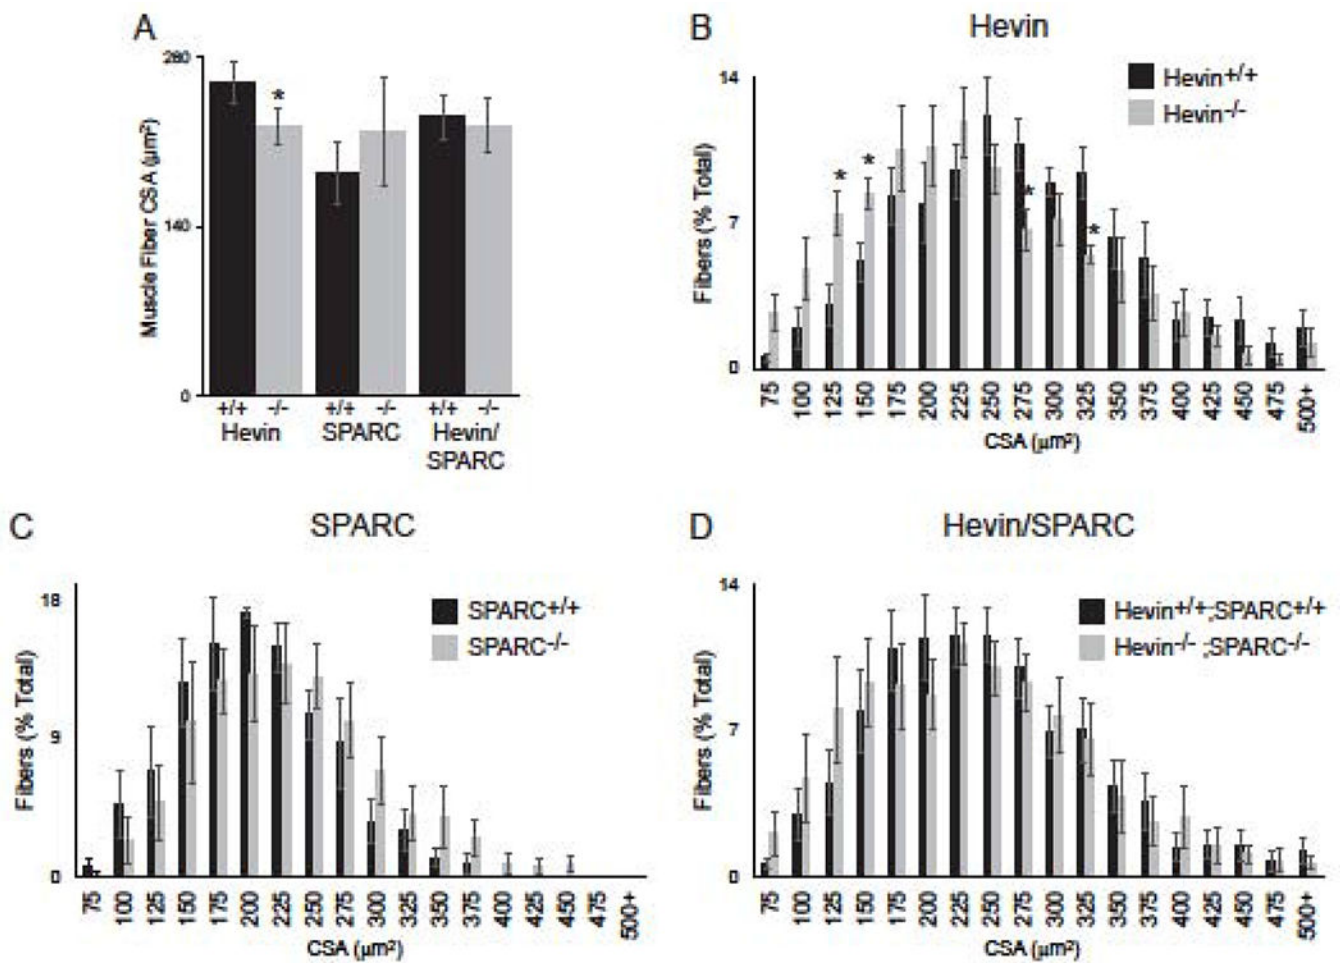 A
280
140
0
Muscle Fiber CSA (μm²)
*
+/+ -/- +/+ -/- +/+ -/-
Hevin SPARC Hevin/
SPARC
B
Hevin
Hevin+/+
Hevin-/-
14
7
0
Fibers (% Total)
* * * *
75 100 125 150 175 200 225 250 275 300 325 350 375 400 425 450 475 500+
CSA (μm²)
C
SPARC
SPARC+/+
SPARC-/-
18
9
0
Fibers (% Total)
75 100 125 150 175 200 225 250 275 300 325 350 375 400 425 450 475 500+
CSA (μm²)
D
Hevin/SPARC
Hevin+/+;SPARC+/+
Hevin-/- ;SPARC-/-
14
7
0
Fibers (% Total)
75 100 125 150 175 200 225 250 275 300 325 350 375 400 425 450 475 500+
CSA (μm²)